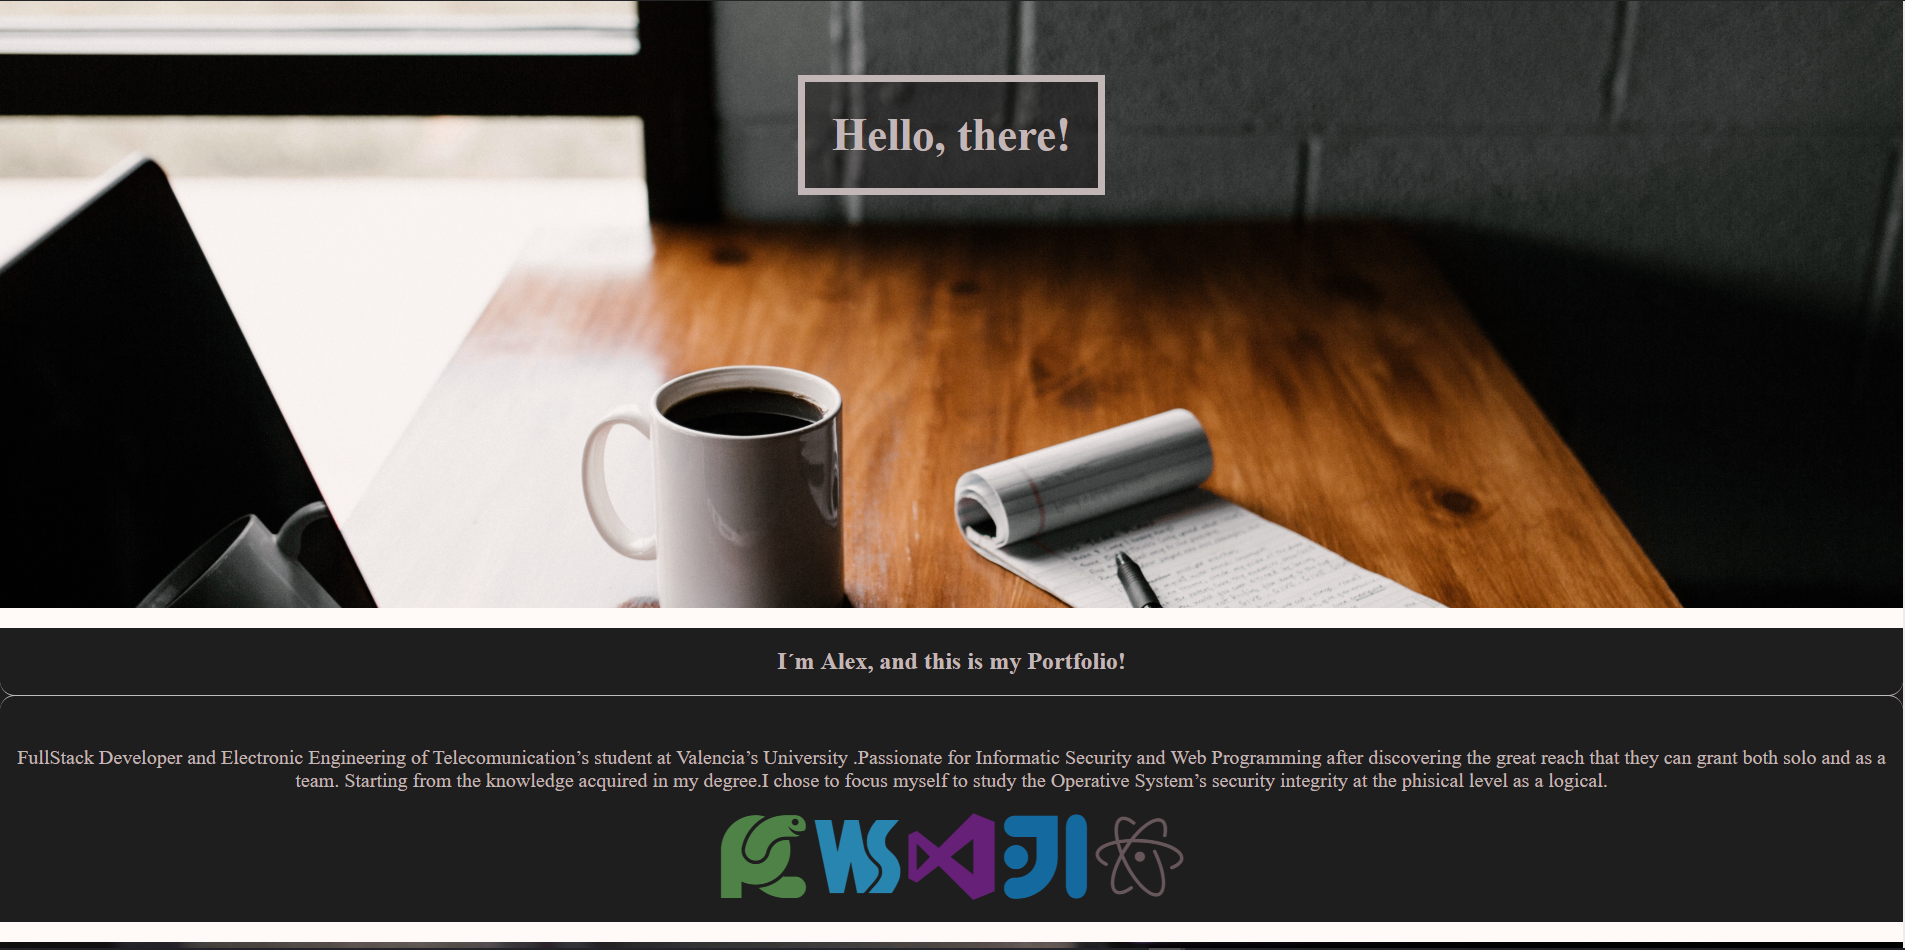 Hello, there!
I´m Alex, and this is my Portfolio!
FullStack Developer and Electronic Engineering of Telecomunication’s student at Valencia’s University .Passionate for Informatic Security and Web Programming after discovering the great reach that they can grant both solo and as a
team. Starting from the knowledge acquired in my degree.I chose to focus myself to study the Operative System’s security integrity at the phisical level as a logical.
WS